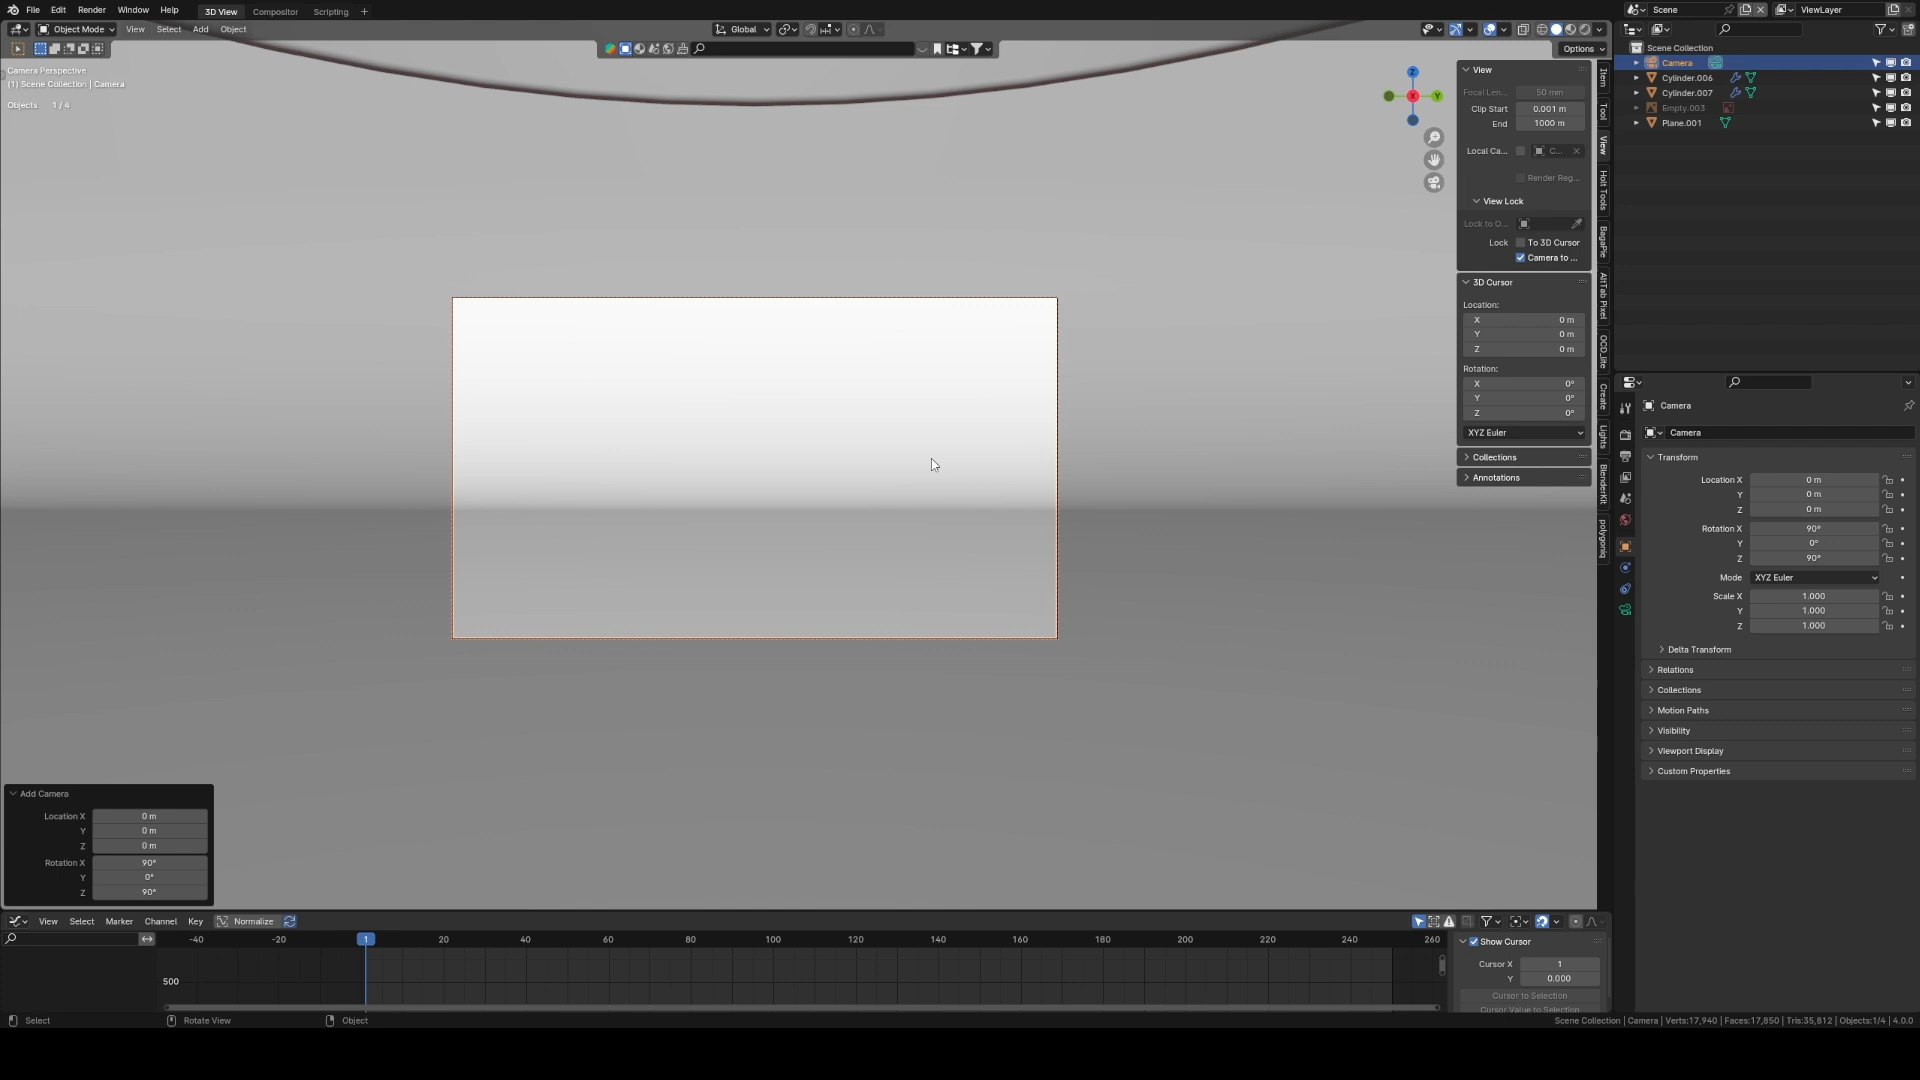 File Edit Render Window Help 3D View Compositor Scripting + Scene ViewLayer
Object Mode View Select Add Object Global
Options
Camera Perspective
(1) Scene Collection | Camera
Objects 1 / 4
Z
X
Y
View
Focal Len... 50 mm
Clip Start 0.001 m
End 1000 m
Local Ca... C...
Render Reg...
View Lock
Lock to O...
Lock To 3D Cursor
Camera to ...
3D Cursor
Location:
X 0 m
Y 0 m
Z 0 m
Rotation:
X 0°
Y 0°
Z 0°
XYZ Euler
Collections
Annotations
Item
Tool
View
Holt Tools
BagaPie
AltTab Pixel
OCD_lite
Create
Lights
BlenderKit
polygoniq
Scene Collection
Camera
Cylinder.006
Cylinder.007
Empty.003
Plane.001
Camera
Camera
Transform
Location X 0 m
Y 0 m
Z 0 m
Rotation X 90°
Y 0°
Z 90°
Mode XYZ Euler
Scale X 1.000
Y 1.000
Z 1.000
Delta Transform
Relations
Collections
Motion Paths
Visibility
Viewport Display
Custom Properties
Add Camera
Location X 0 m
Y 0 m
Z 0 m
Rotation X 90°
Y 0°
Z 90°
View Select Marker Channel Key Normalize
-40 -20 1 20 40 60 80 100 120 140 160 180 200 220 240 260
500
Show Cursor
Cursor X 1
Y 0.000
Cursor to Selection
Cursor Value to Selection
Select Rotate View Object
Scene Collection | Camera | Verts:17,940 | Faces:17,850 | Tris:35,812 | Objects:1/4 | 4.0.0